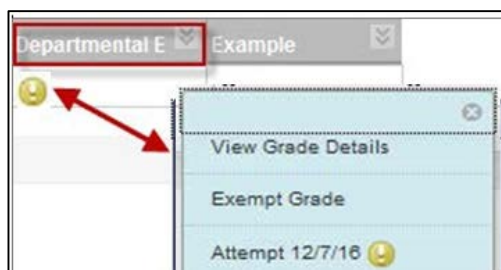 Departmental E Example
View Grade Details
Exempt Grade
Attempt 12/7/16